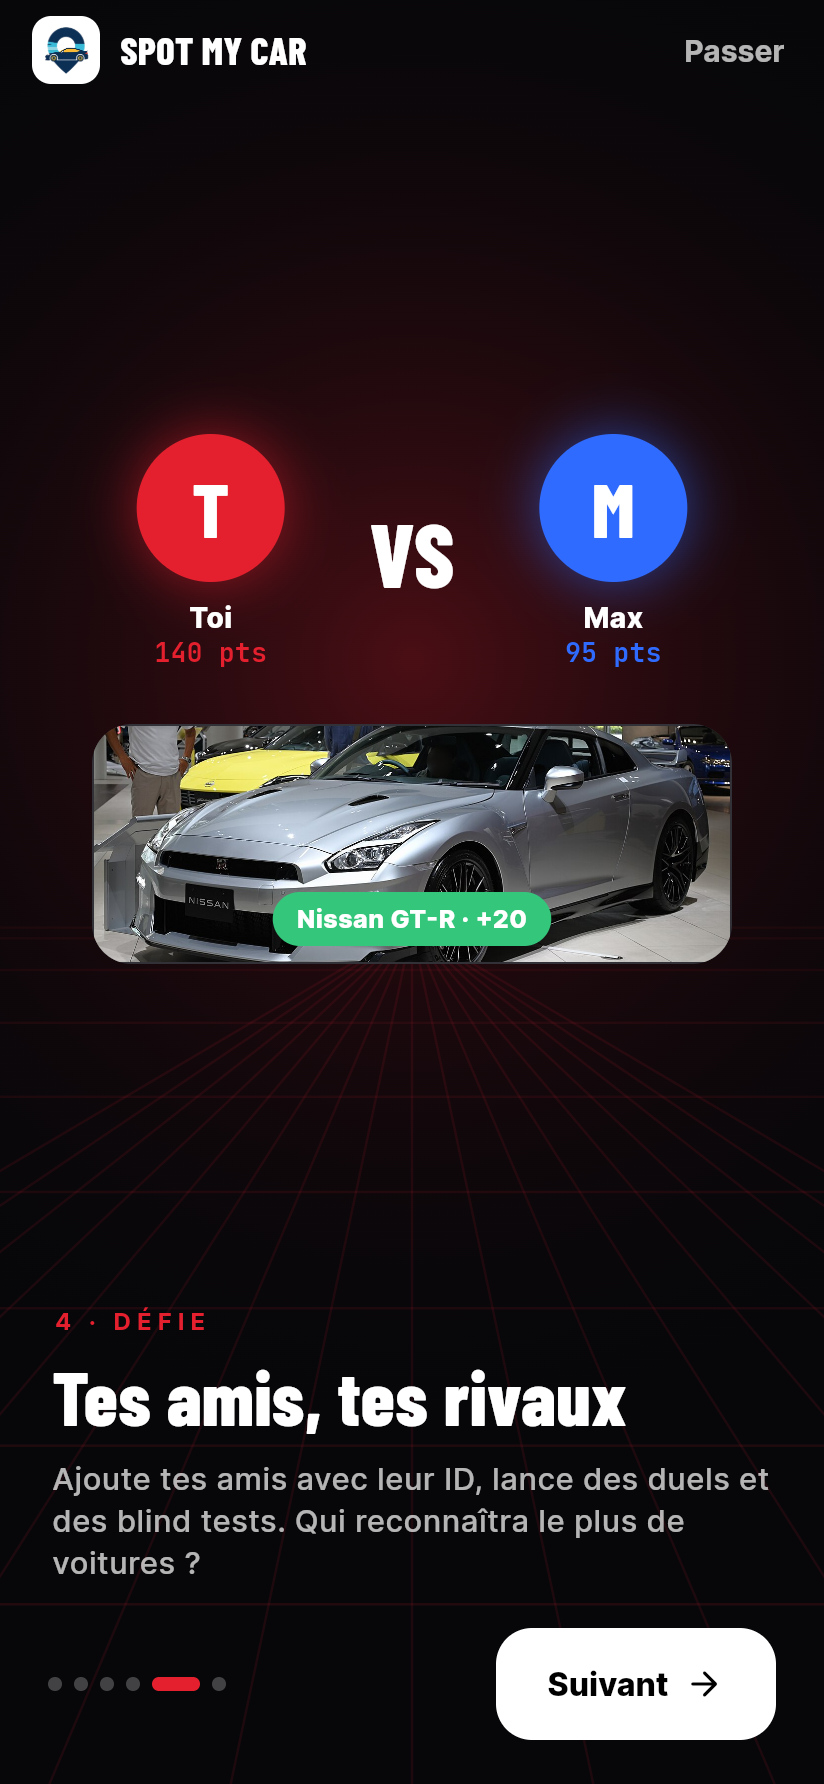 SPOT MY CAR
Passer
T
VS
M
Toi
Max
140 pts
95 pts
NISSAN
Nissan GT-R · +20
4 · DÉFIE
Tes amis, tes rivaux
Ajoute tes amis avec leur ID, lance des duels et
des blind tests. Qui reconnaîtra le plus de
voitures ?
Suivant →